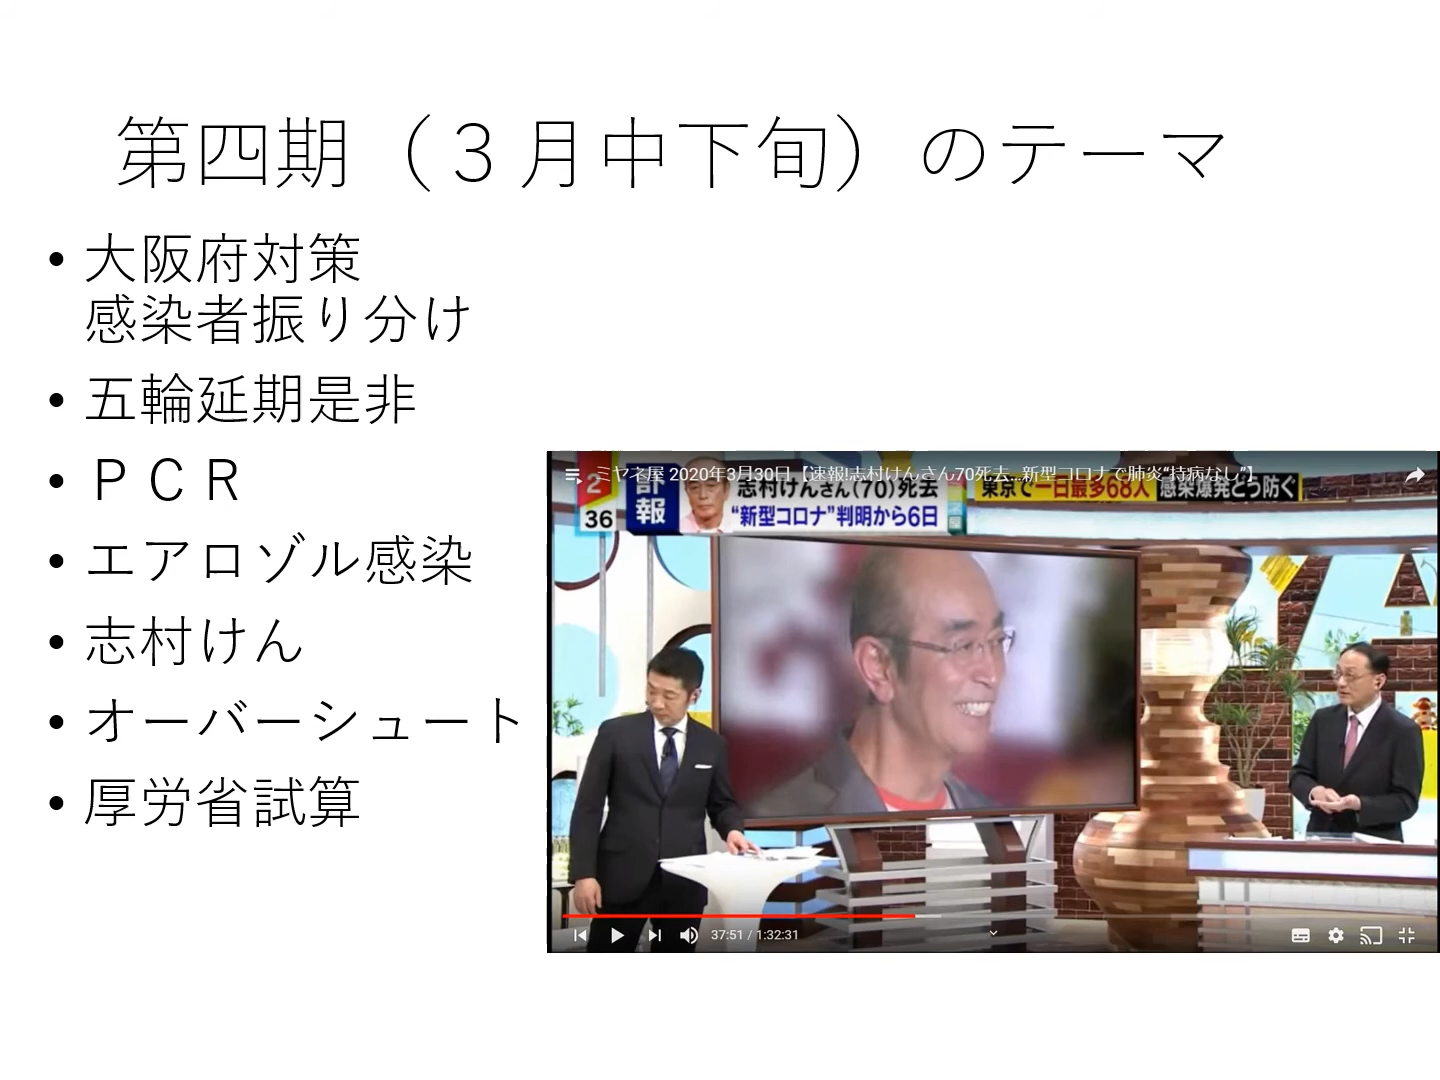 第四期（３月中下旬）のテーマ
• 大阪府対策
感染者振り分け
• 五輪延期是非
• ＰＣＲ
• エアロゾル感染
• 志村けん
• オーバーシュート
• 厚労省試算
ミヤネ屋 2020年3月30日【速報!志村けんさん70死去...新型コロナで肺炎“持病なし”】
2
36
訃報
志村けんさん(70)死去
“新型コロナ”判明から6日
東京で一日最多68人 感染爆発どう防ぐ
YA
37:51 / 1:32:31